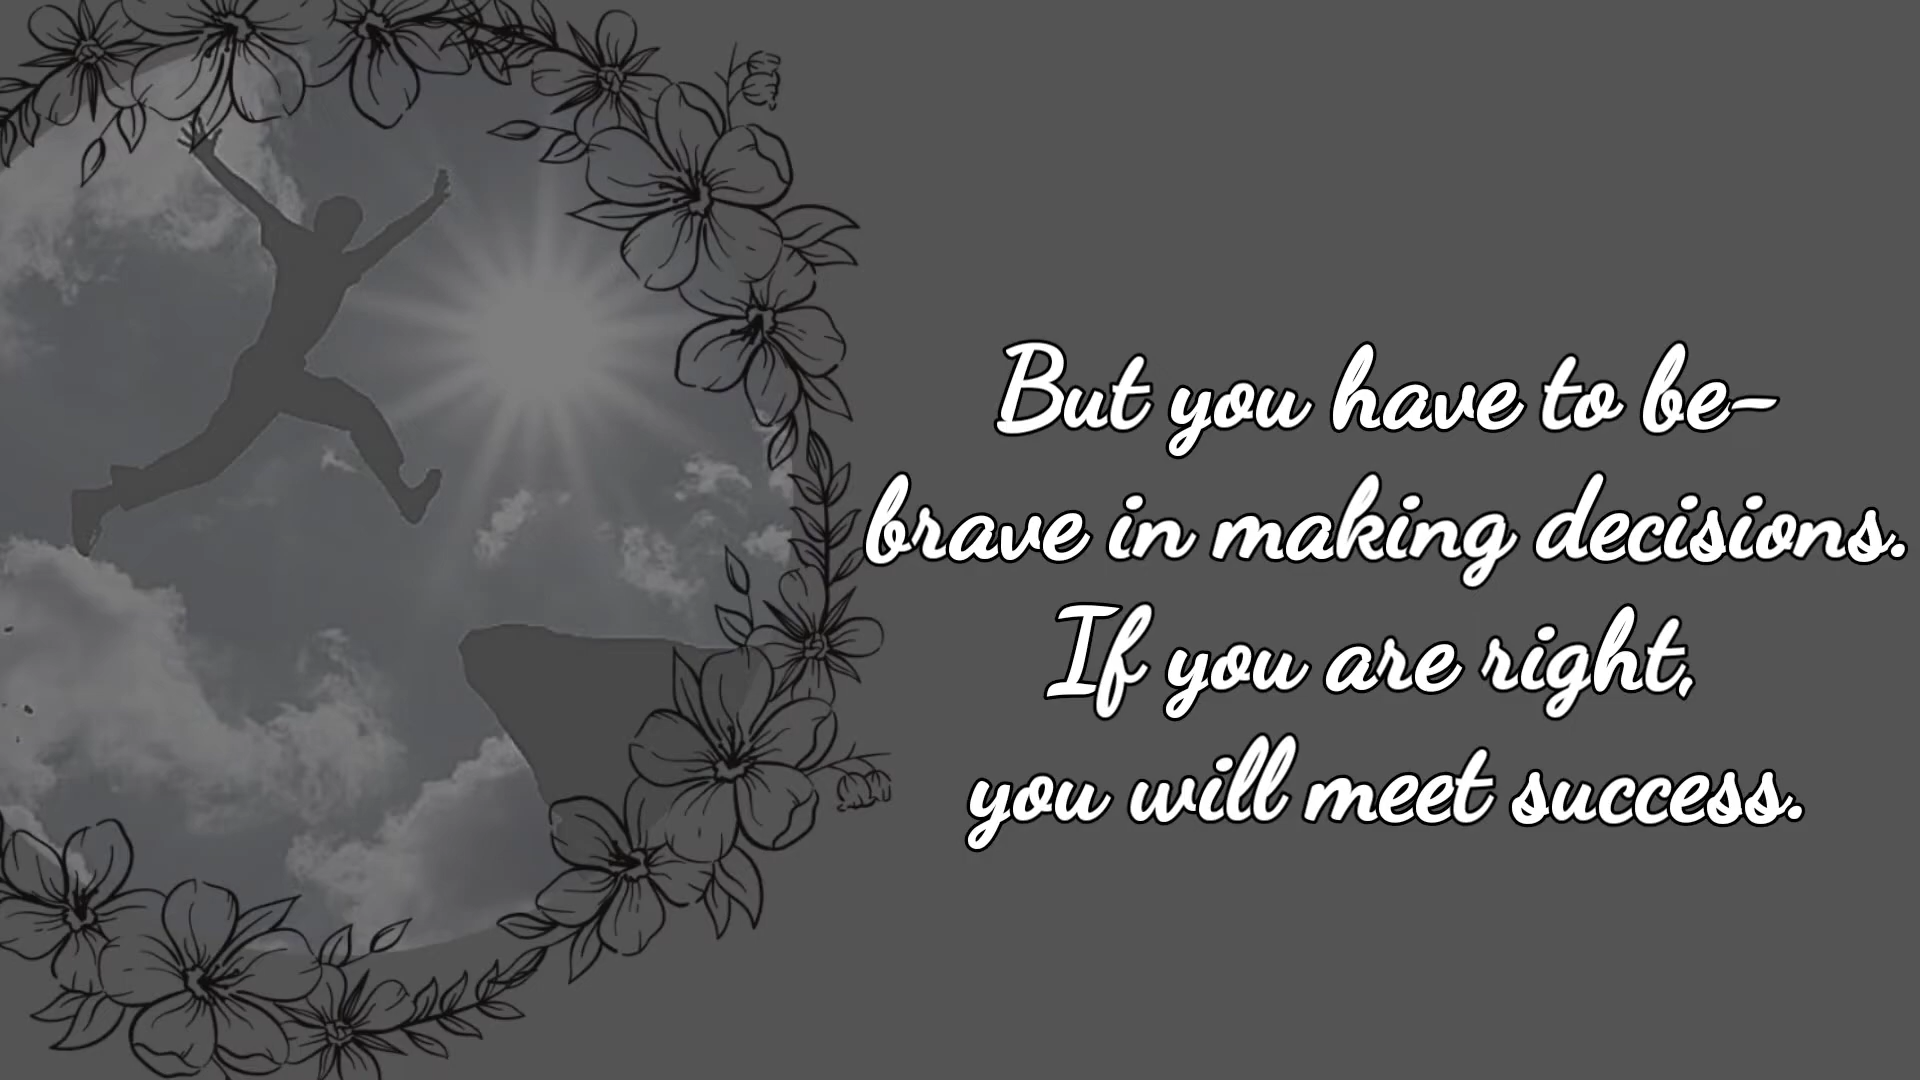 But you have to be-
brave in making decisions.
If you are right,
you will meet success.